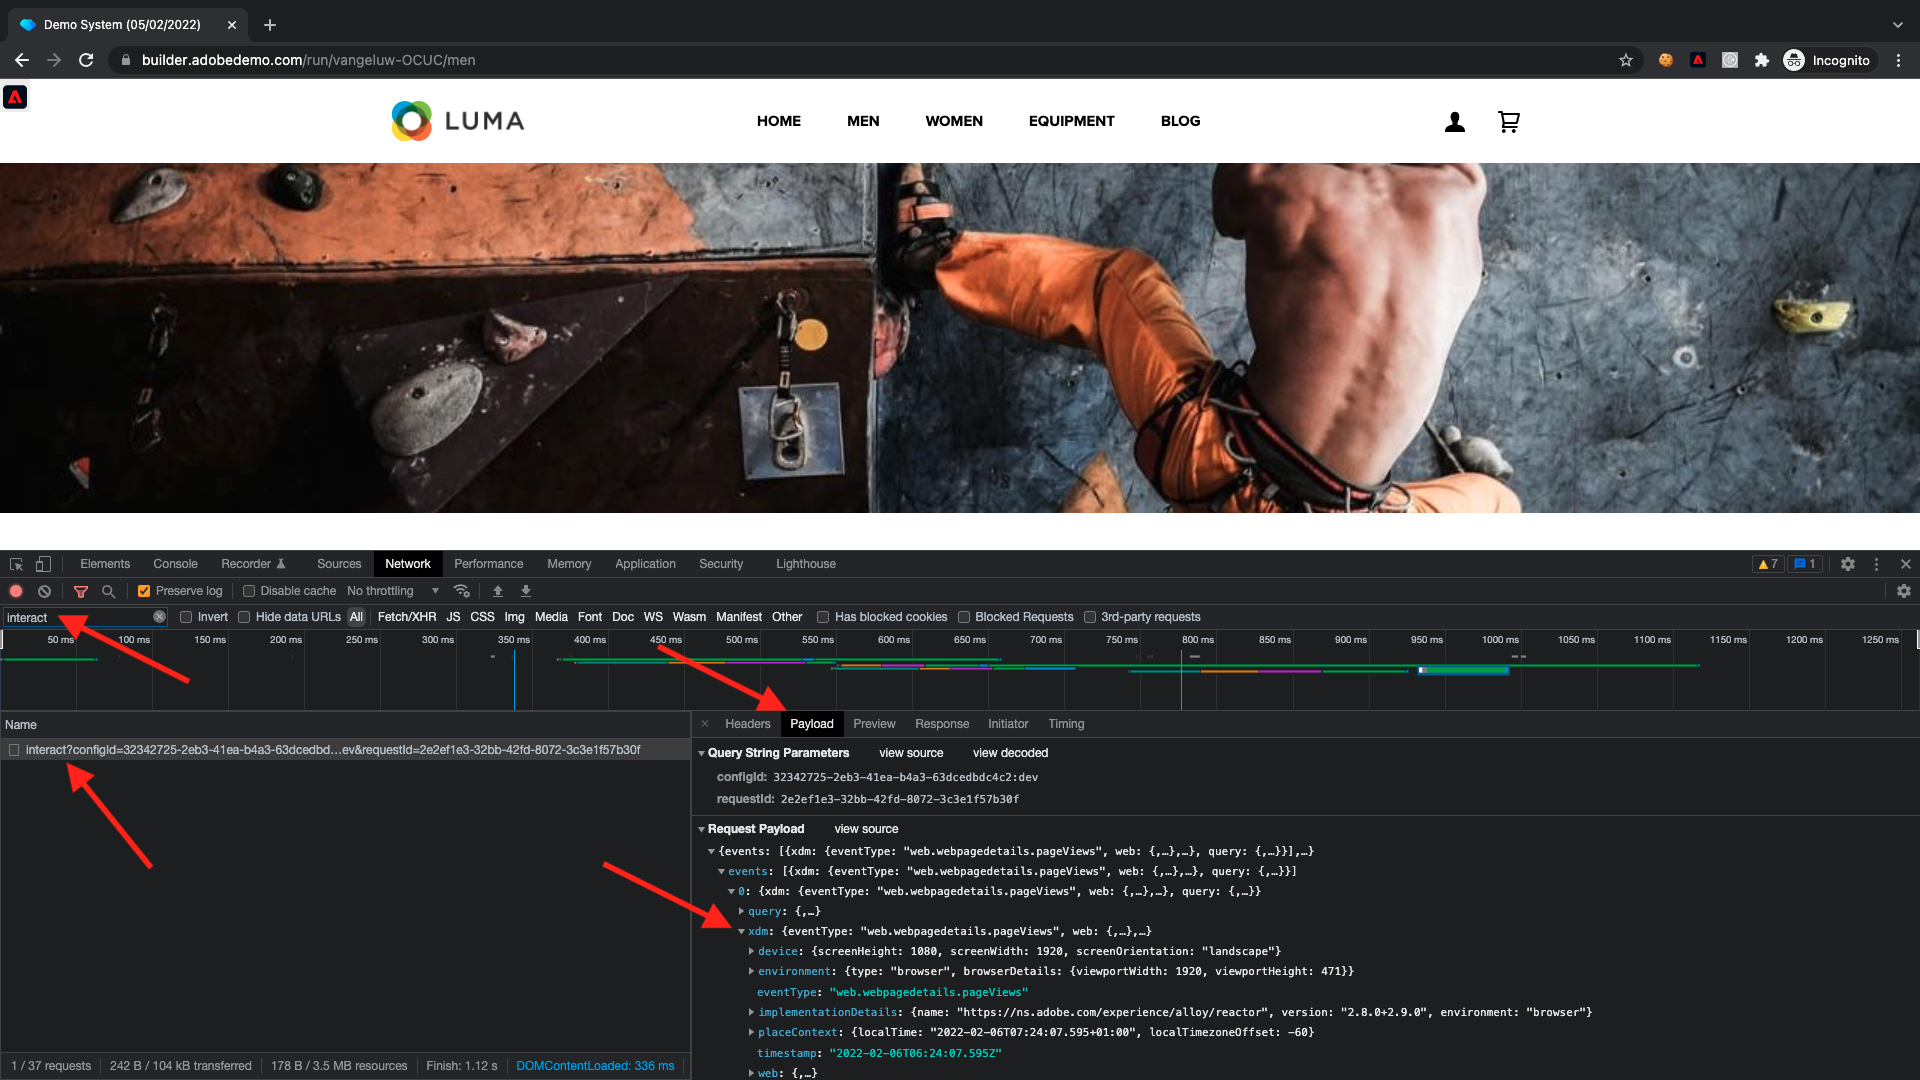 Demo System (05/02/2022)
builder.adobedemo.com/run/vangeluw-OCUC/men
Incognito
LUMA
HOME MEN WOMEN EQUIPMENT BLOG
Elements Console Recorder Sources Network Performance Memory Application Security Lighthouse 7 1
Preserve log Disable cache No throttling
interact Invert Hide data URLs All Fetch/XHR JS CSS Img Media Font Doc WS Wasm Manifest Other Has blocked cookies Blocked Requests 3rd-party requests
50 ms 100 ms 150 ms 200 ms 250 ms 300 ms 350 ms 400 ms 450 ms 500 ms 550 ms 600 ms 650 ms 700 ms 750 ms 800 ms 850 ms 900 ms 950 ms 1000 ms 1050 ms 1100 ms 1150 ms 1200 ms 1250 ms
Name
interact?configId=32342725-2eb3-41ea-b4a3-63dcedbd…ev&requestId=2e2ef1e3-32bb-42fd-8072-3c3e1f57b30f
Headers Payload Preview Response Initiator Timing
Query String Parameters view source view decoded
configId: 32342725-2eb3-41ea-b4a3-63dcedbdc4c2:dev
requestId: 2e2ef1e3-32bb-42fd-8072-3c3e1f57b30f
Request Payload view source
{events: [{xdm: {eventType: "web.webpagedetails.pageViews", web: {,…},…}, query: {,…}}],…}
events: [{xdm: {eventType: "web.webpagedetails.pageViews", web: {,…},…}, query: {,…}}]
0: {xdm: {eventType: "web.webpagedetails.pageViews", web: {,…},…}, query: {,…}}
query: {,…}
xdm: {eventType: "web.webpagedetails.pageViews", web: {,…},…}
device: {screenHeight: 1080, screenWidth: 1920, screenOrientation: "landscape"}
environment: {type: "browser", browserDetails: {viewportWidth: 1920, viewportHeight: 471}}
eventType: "web.webpagedetails.pageViews"
implementationDetails: {name: "https://ns.adobe.com/experience/alloy/reactor", version: "2.8.0+2.9.0", environment: "browser"}
placeContext: {localTime: "2022-02-06T07:24:07.595+01:00", localTimezoneOffset: -60}
timestamp: "2022-02-06T06:24:07.595Z"
web: {,…}
1 / 37 requests 242 B / 104 kB transferred 178 B / 3.5 MB resources Finish: 1.12 s DOMContentLoaded: 336 ms